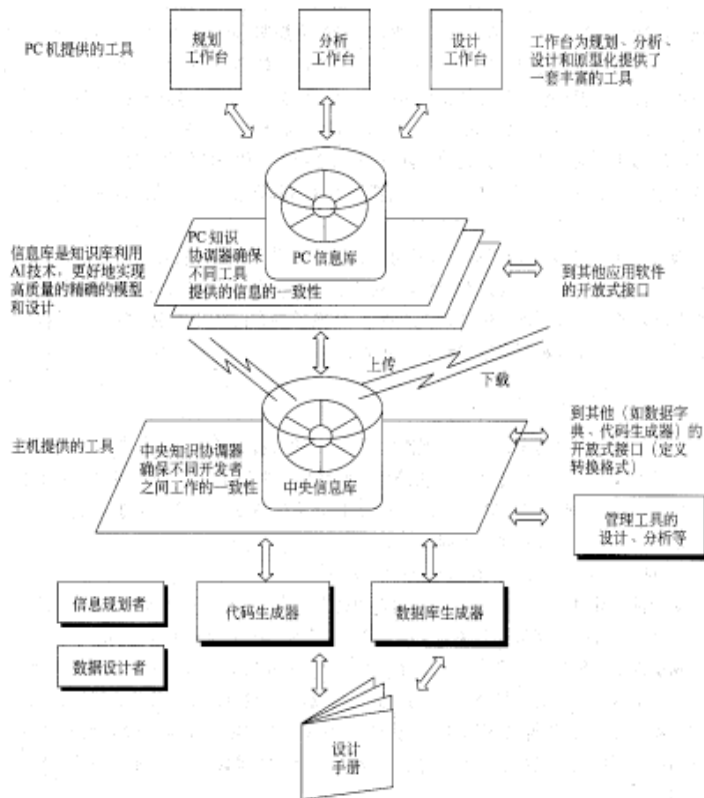 PC机提供的工具
规划
工作台
分析
工作台
设计
工作台
工作台为规划、分析、
设计和原型化提供了
一套丰富的工具
信息库是知识库利用
AI技术,更好地实现
高质量的精确的模型
和设计
PC知识
协调器确保
不同工具
提供的信息的一致性
PC信息库
到其他应用软件
的开放式接口
上传
下载
主机提供的工具
中央知识协调器
确保不同开发者
之间工作的一致性
中央信息库
到其他(如数据字
典、代码生成器)的
开放式接口(定义
转换格式)
管理工具的
设计、分析等
信息规划者
代码生成器
数据库生成器
数据设计者
设计
手册